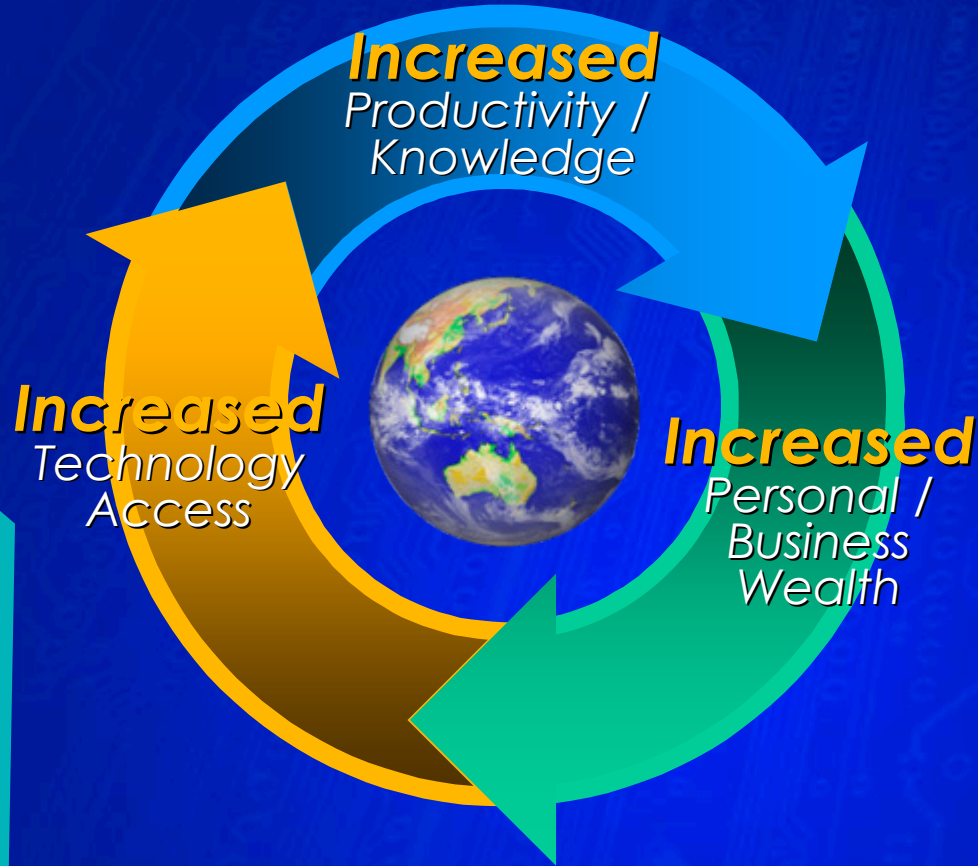 Increased
Productivity /
Knowledge
Increased
Technology
Access
Increased
Personal /
Business
Wealth